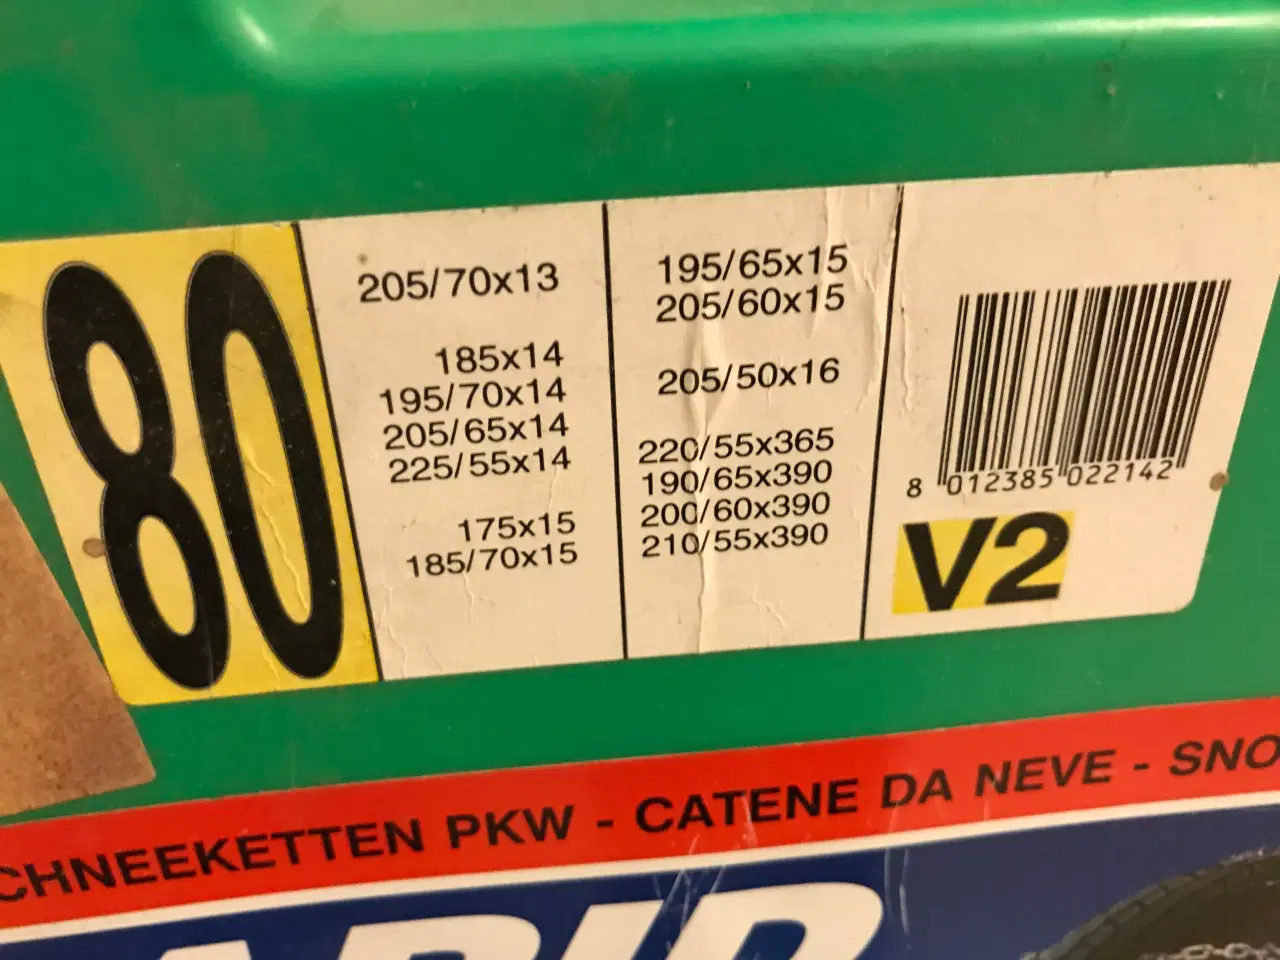 80
205/70x13
185x14
195/70x14
205/65x14
225/55x14
175x15
185/70x15
195/65x15
205/60x15
205/50x16
220/55x365
190/65x390
200/60x390
210/55x390
8 012385 022142
V2
CHNEEKETTEN PKW - CATENE DA NEVE - SNO